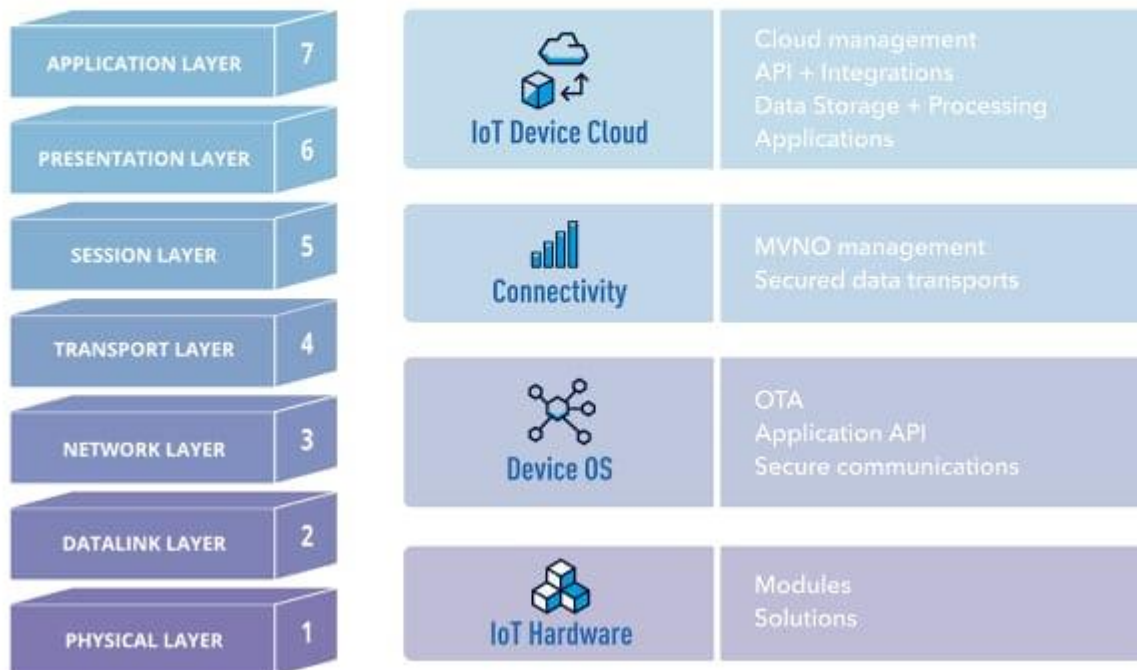 APPLICATION LAYER 7
PRESENTATION LAYER 6
SESSION LAYER 5
TRANSPORT LAYER 4
NETWORK LAYER 3
DATALINK LAYER 2
PHYSICAL LAYER 1
IoT Device Cloud
Cloud management
API + Integrations
Data Storage + Processing
Applications
Connectivity
MVNO management
Secured data transports
Device OS
OTA
Application API
Secure communications
IoT Hardware
Modules
Solutions